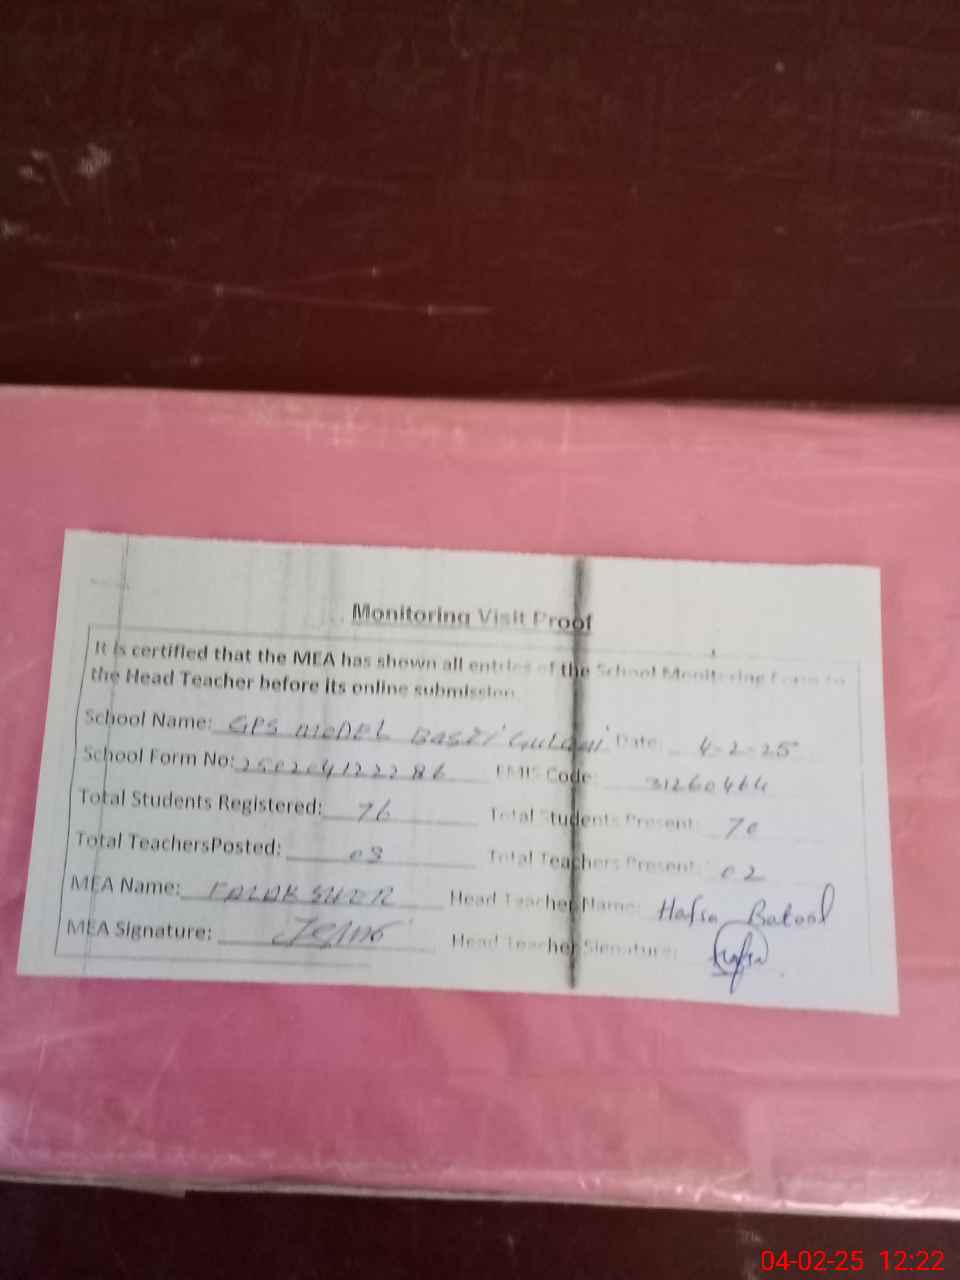 Monitoring Visit Proof
It is certified that the MEA has shown all entries of the School Monitoring Form to
the Head Teacher before its online submission.
School Name: GPS MODEL BASTI GULAMI Date: 4-2-25
School Form No: 250204122286 EMIS Code: 31260464
Total Students Registered: 76 Total Students Present: 70
Total TeachersPosted: 03 Total Teachers Present: 02
MEA Name: FALAK SHER Head Teacher Name: Hafsa Batool
MEA Signature: Head Teacher Signature:
04-02-25 12:22